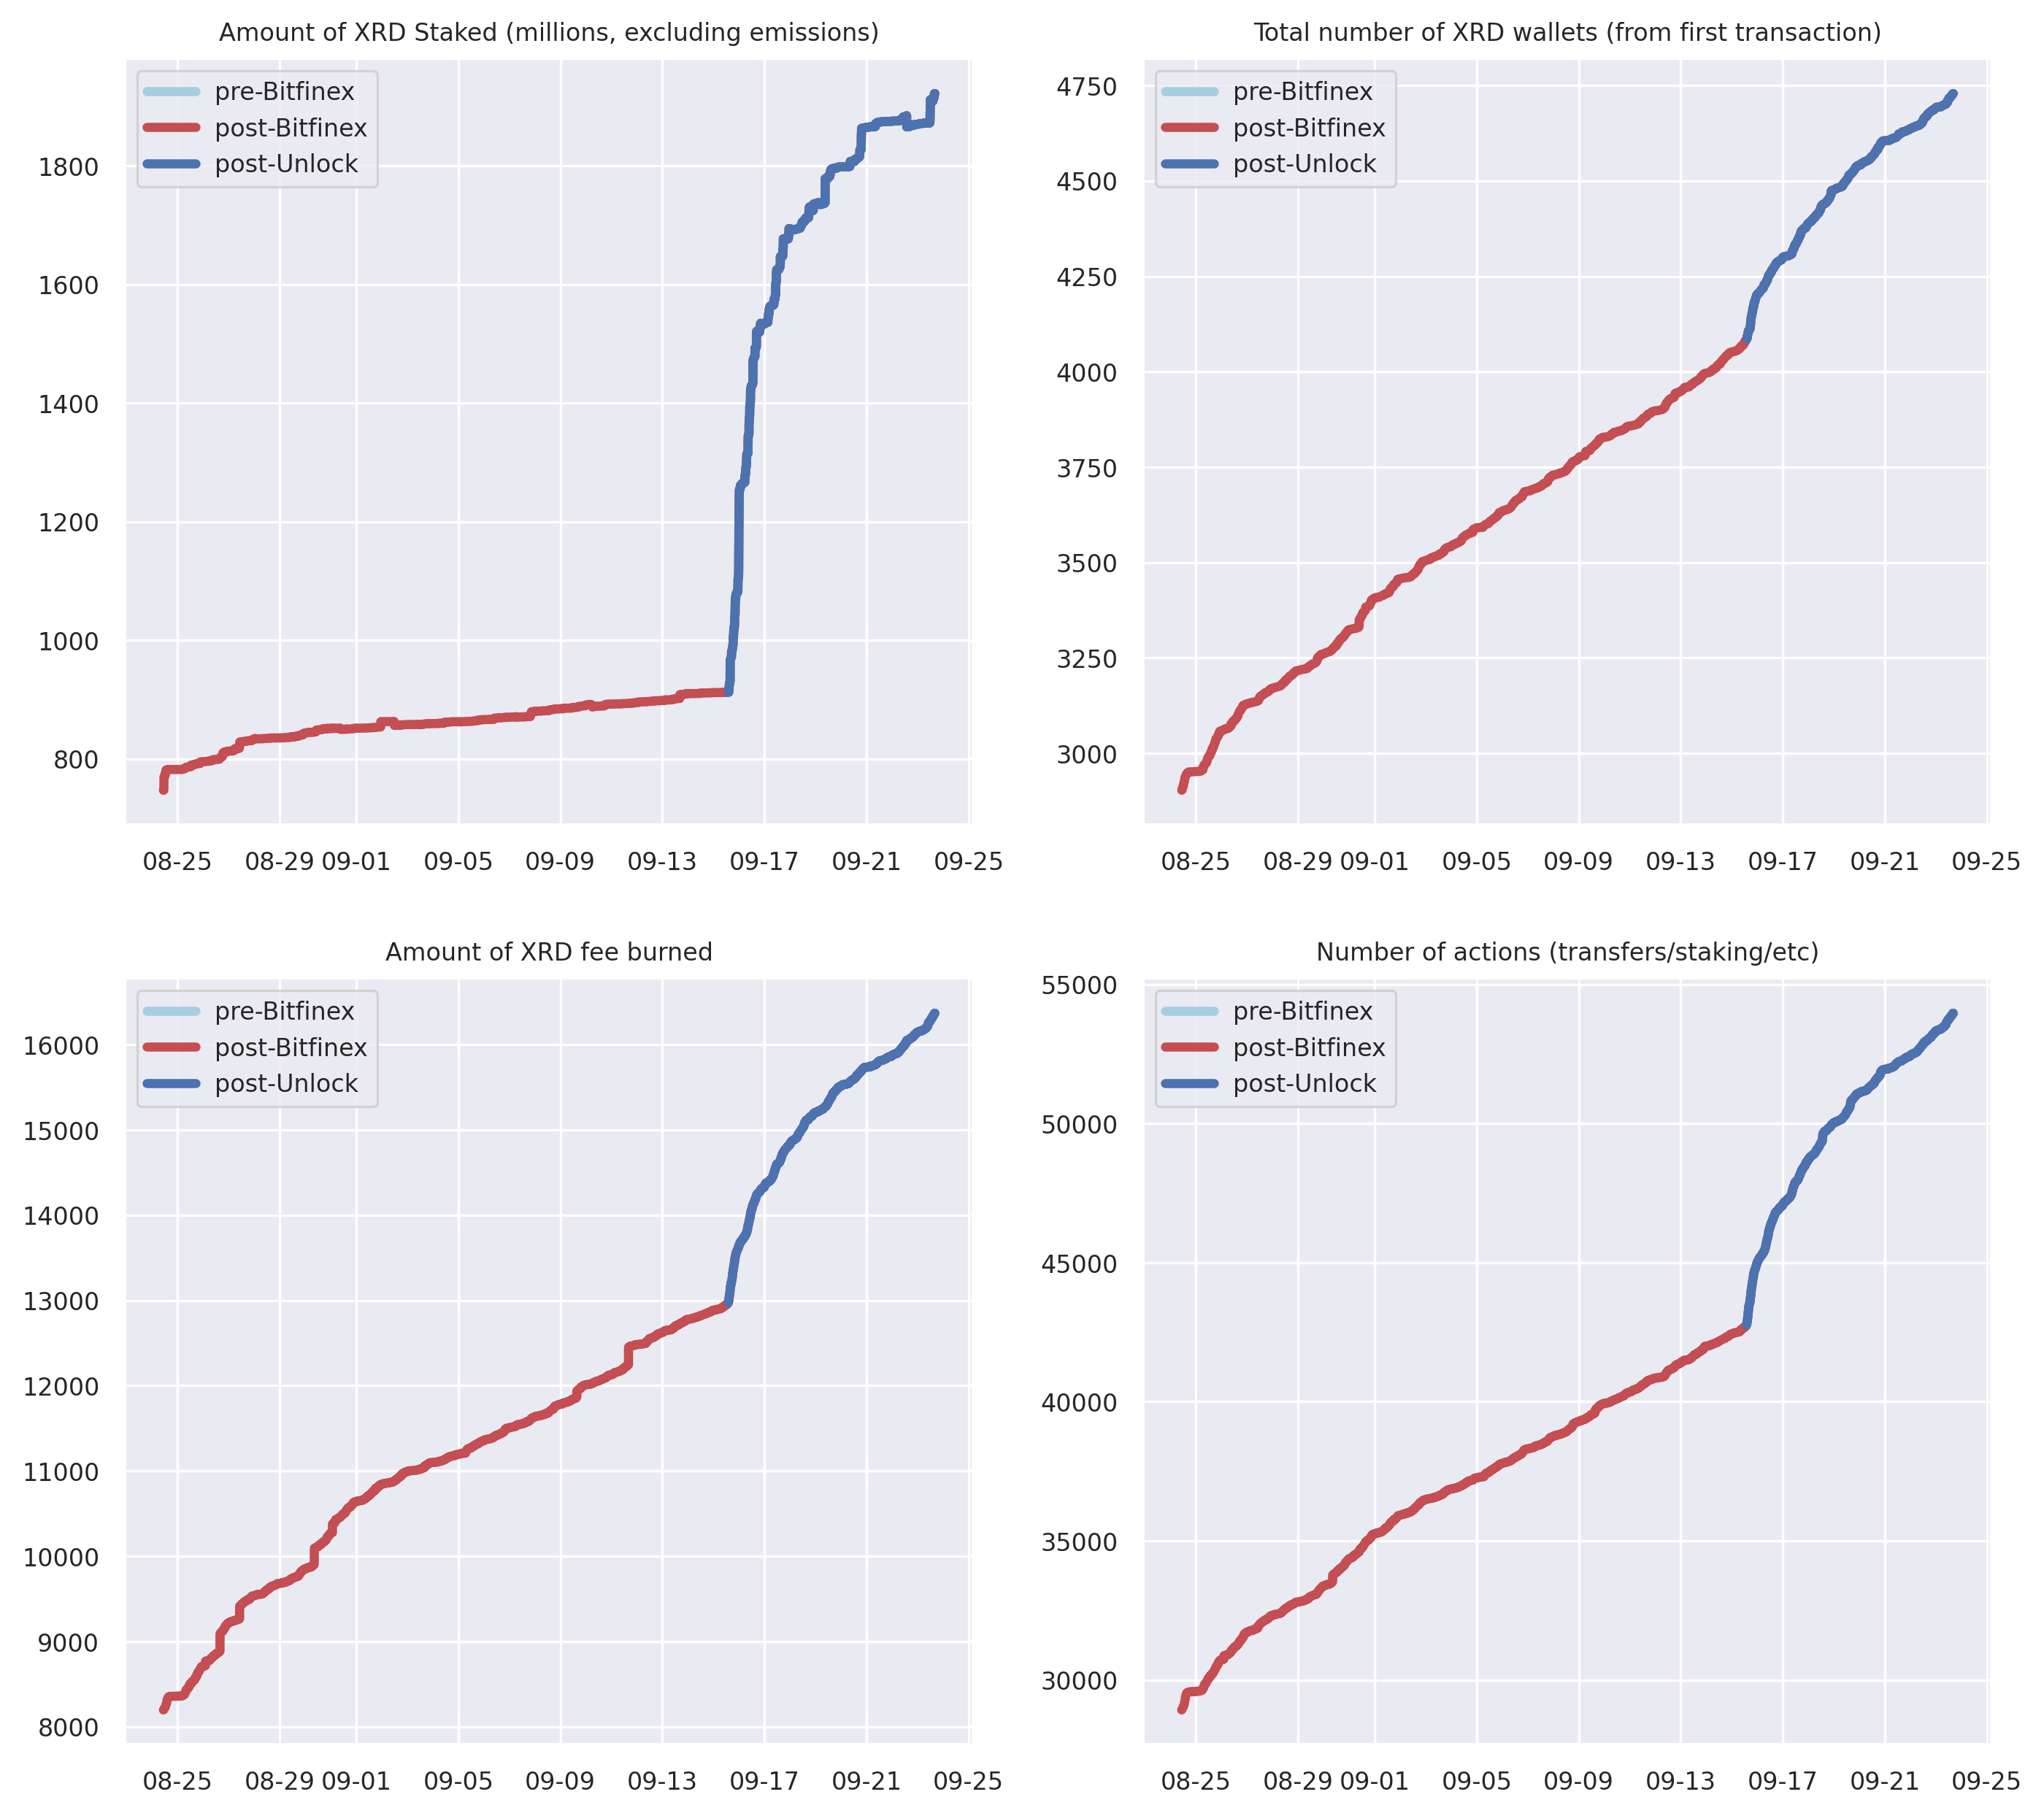 Amount of XRD Staked (millions, excluding emissions)
pre-Bitfinex
post-Bitfinex
post-Unlock
1800
1600
1400
1200
1000
800
08-25 08-29 09-01 09-05 09-09 09-13 09-17 09-21 09-25
Total number of XRD wallets (from first transaction)
pre-Bitfinex
post-Bitfinex
post-Unlock
4750
4500
4250
4000
3750
3500
3250
3000
08-25 08-29 09-01 09-05 09-09 09-13 09-17 09-21 09-25
Amount of XRD fee burned
pre-Bitfinex
post-Bitfinex
post-Unlock
16000
15000
14000
13000
12000
11000
10000
9000
8000
08-25 08-29 09-01 09-05 09-09 09-13 09-17 09-21 09-25
Number of actions (transfers/staking/etc)
pre-Bitfinex
post-Bitfinex
post-Unlock
55000
50000
45000
40000
35000
30000
08-25 08-29 09-01 09-05 09-09 09-13 09-17 09-21 09-25